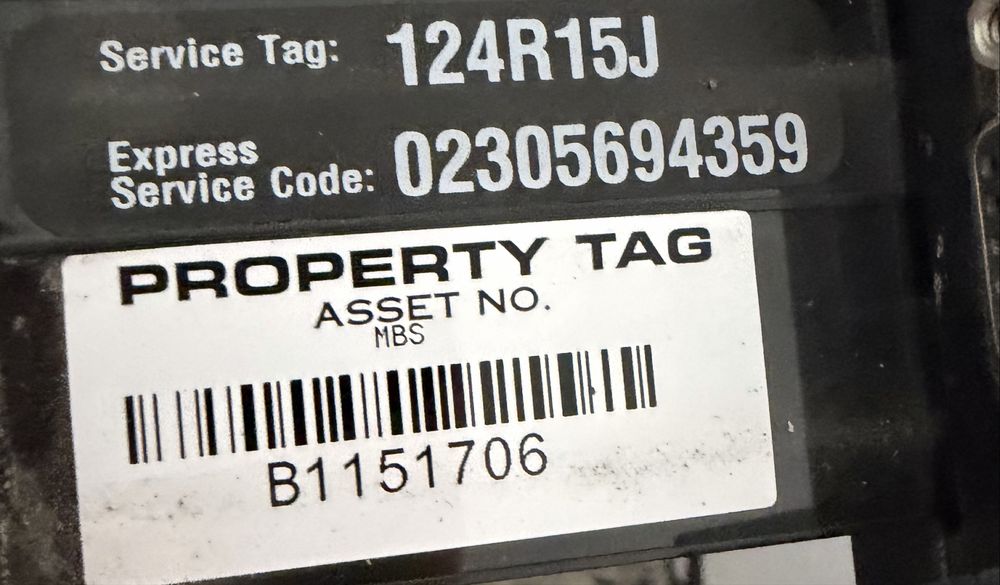 Service Tag: 124R15J
Express
Service Code: 02305694359
PROPERTY TAG
ASSET NO.
MBS
B1151706